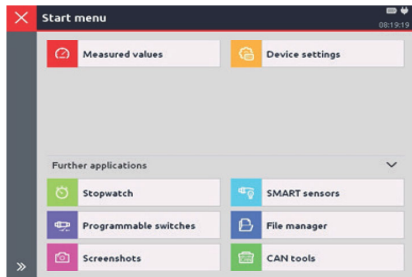 Start menu
08:19:19
Measured values
Device settings
Further applications
Stopwatch
SMART sensors
Programmable switches
File manager
Screenshots
CAN tools